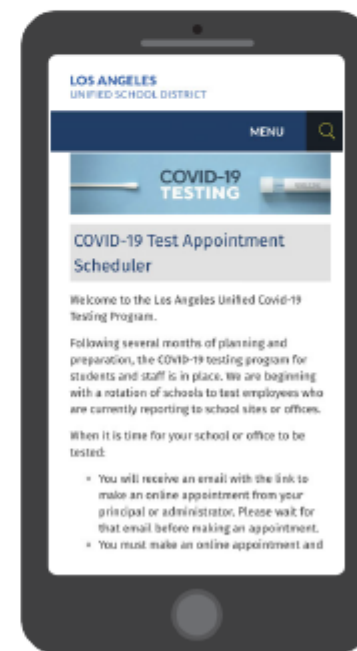 LOS ANGELES
UNIFIED SCHOOL DISTRICT
MENU
COVID-19
TESTING
COVID-19 Test Appointment
Scheduler
Welcome to the Los Angeles Unified Covid-19
Testing Program.
Following several months of planning and
preparation, the COVID-19 testing program for
students and staff is in place. We are beginning
with a rotation of schools to test employees who
are currently reporting to school sites or offices.
When it is time for your school or office to be
tested:
• You will receive an email with the link to
make an online appointment from your
principal or administrator. Please wait for
that email before making an appointment.
• You must make an online appointment and